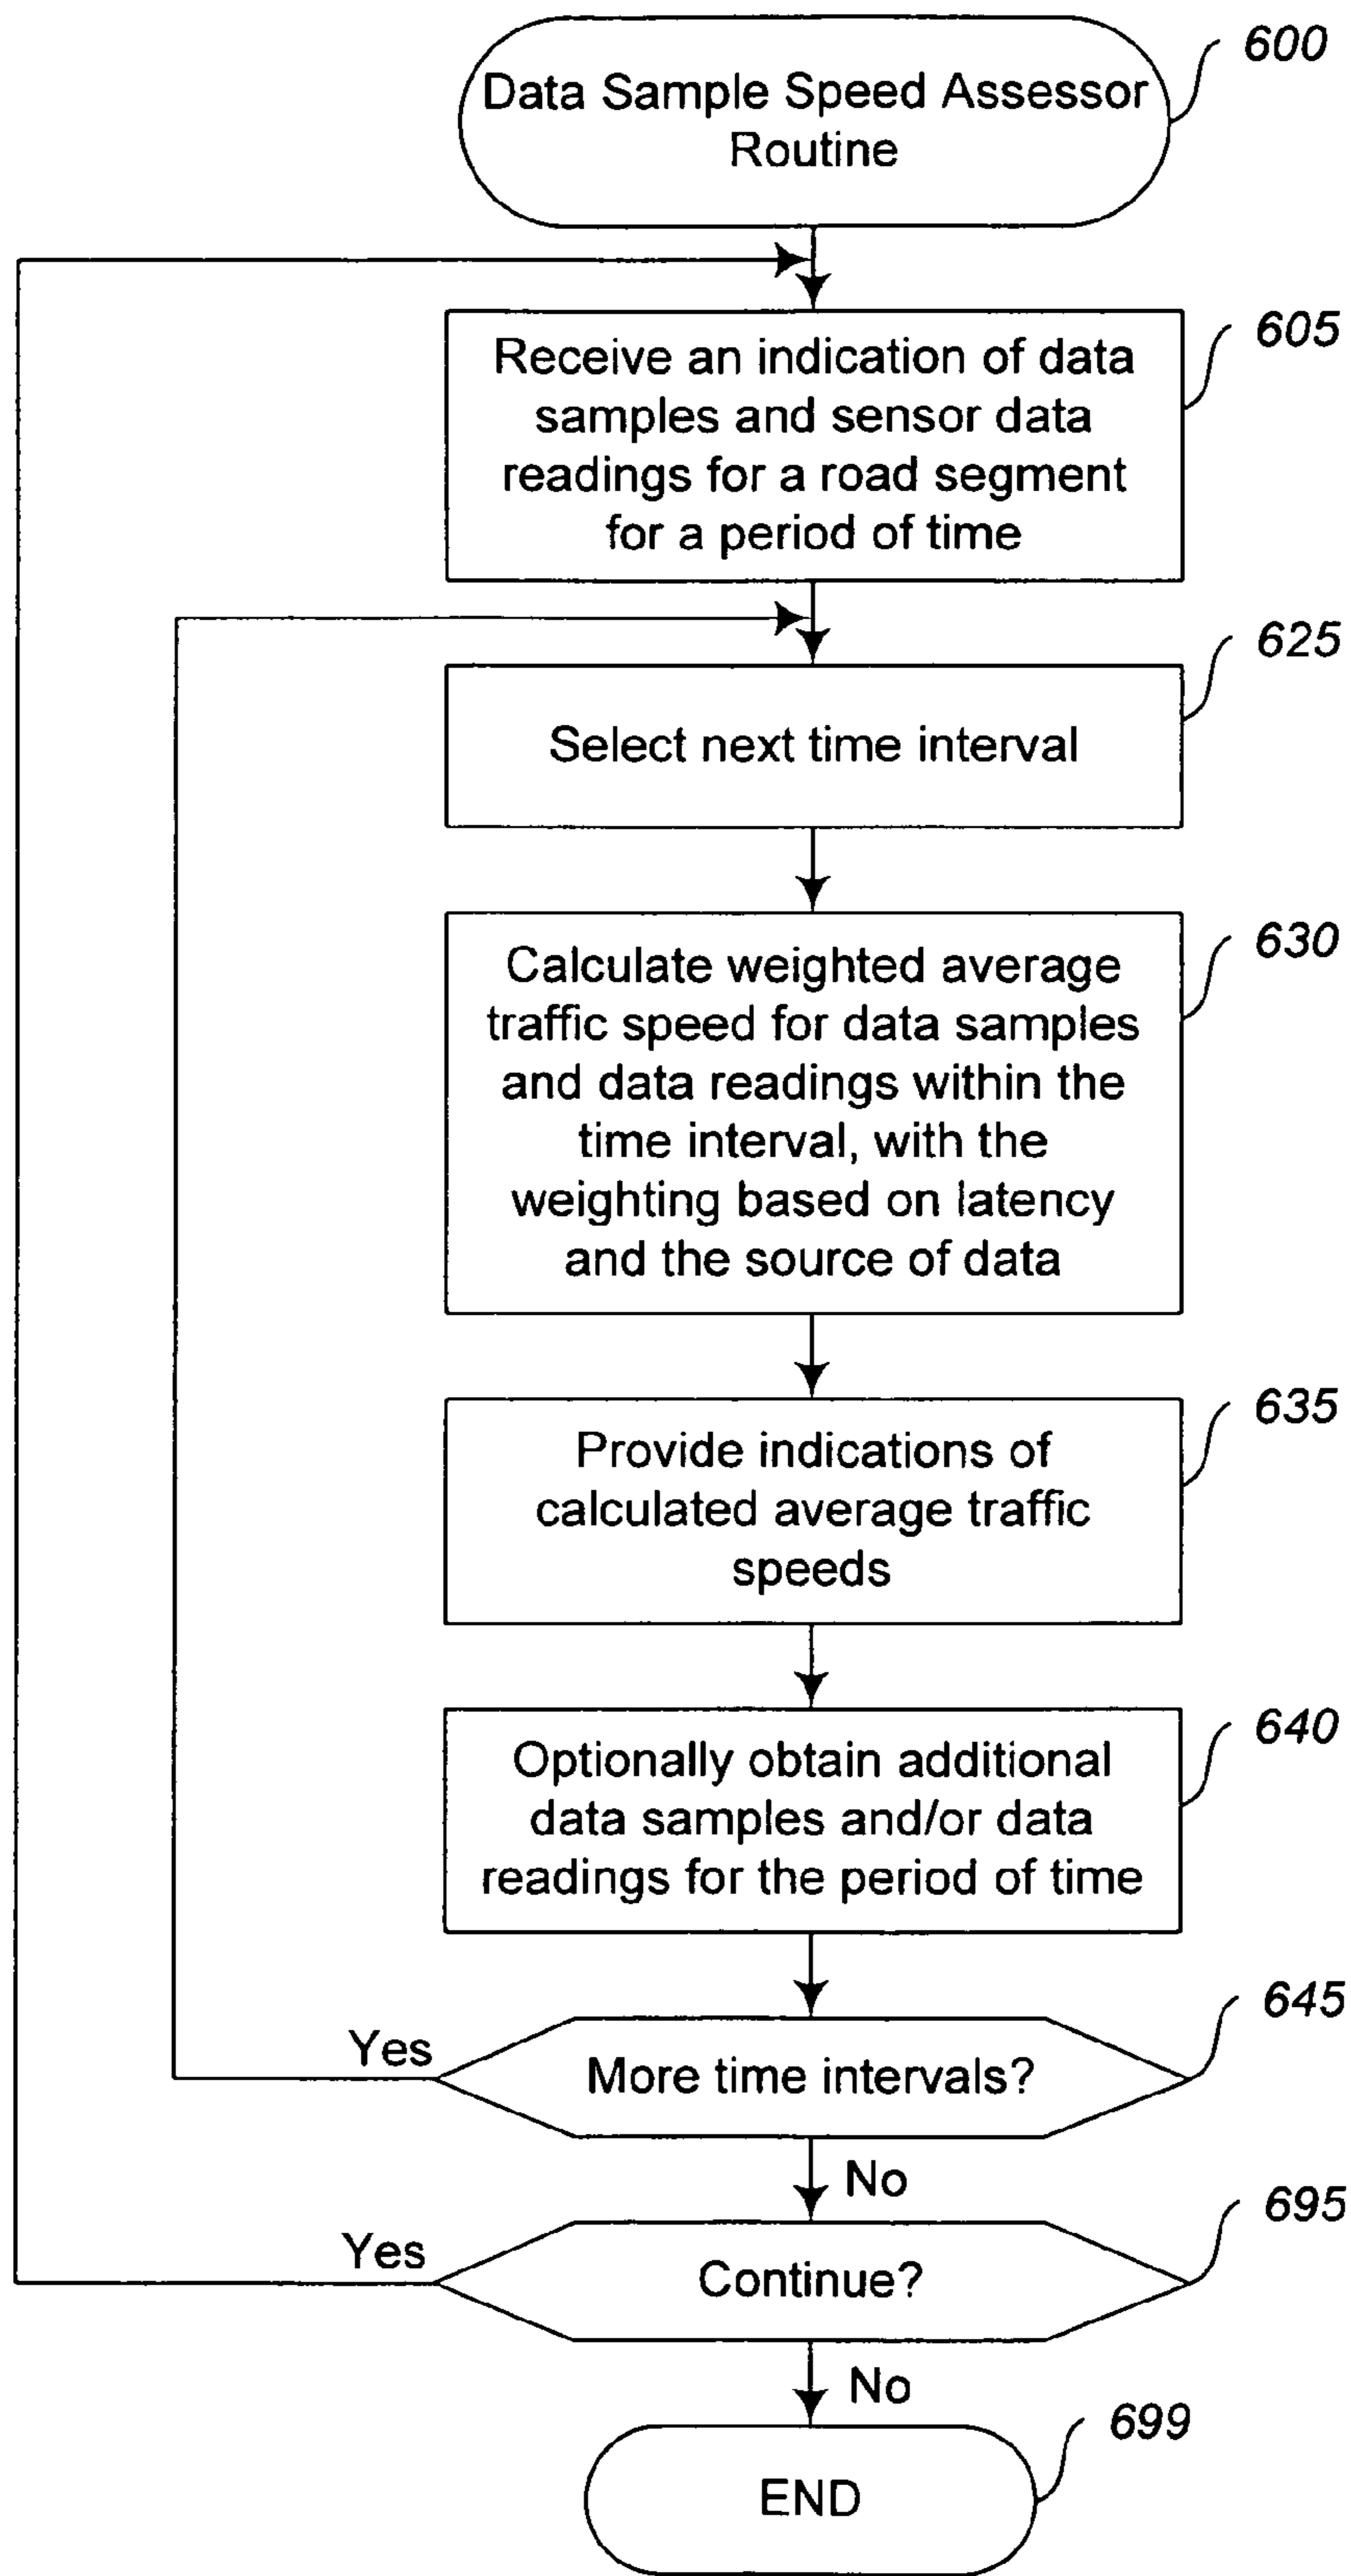 600
Data Sample Speed Assessor
Routine
605
Receive an indication of data
samples and sensor data
readings for a road segment
for a period of time
625
Select next time interval
630
Calculate weighted average
traffic speed for data samples
and data readings within the
time interval, with the
weighting based on latency
and the source of data
635
Provide indications of
calculated average traffic
speeds
640
Optionally obtain additional
data samples and/or data
readings for the period of time
645
Yes
More time intervals?
No
695
Yes
Continue?
No
699
END